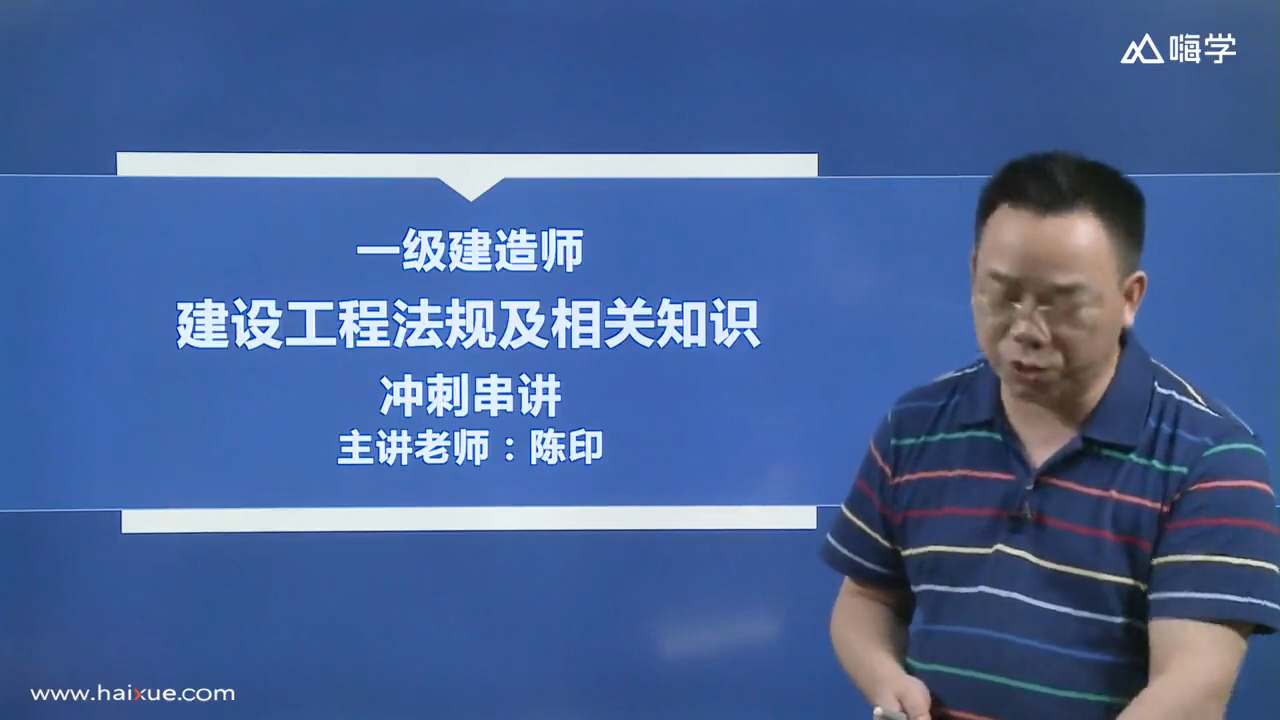 嗨学
一级建造师
建设工程法规及相关知识
冲刺串讲
主讲老师：陈印
www.haixue.com